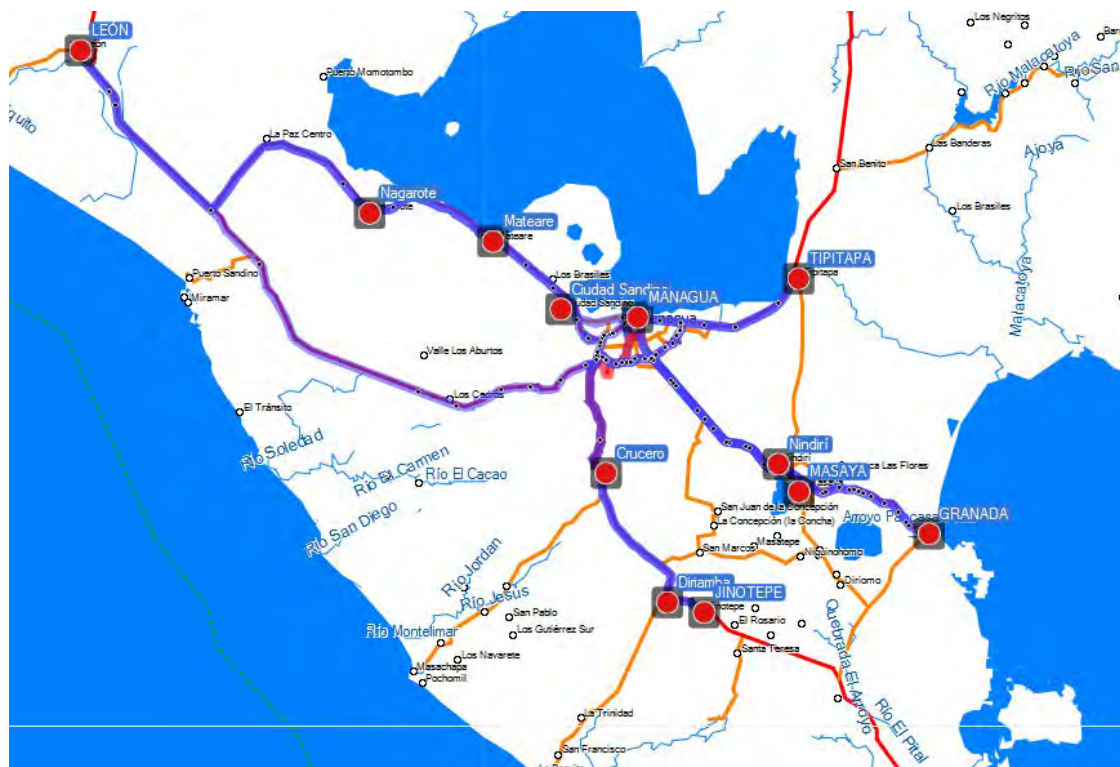 LEÓN
Los Negritos
Puerto Momotombo
Río Malacatoya
La Paz Centro
Las Banderas
Ajoya
San Benito
Nagarote
Los Brasiles
Mateare
Puerto Sandino
Miramar
Los Brasiles
TIPITAPA
Ciudad Sandino
MANAGUA
Malacatoya
Valle Los Aburtos
Los Cedros
El Tránsito
Río Soledad
Río El Carmen
Río El Cacao
Crucero
Nindirí
MASAYA
Las Flores
Río San Diego
San Juan de la Concepción
La Concepción (la Concha)
GRANADA
Masatepe
San Marcos
Niquinohomo
Diriomo
Río Jordan
Río Jesus
Diriamba
JINOTEPE
San Pablo
El Rosario
Los Gutiérrez Sur
Río Montelimar
Santa Teresa
Los Navarete
Masachapa
Pochomil
Quebrada El Arroyo
Río El Pital
La Trinidad
San Francisco